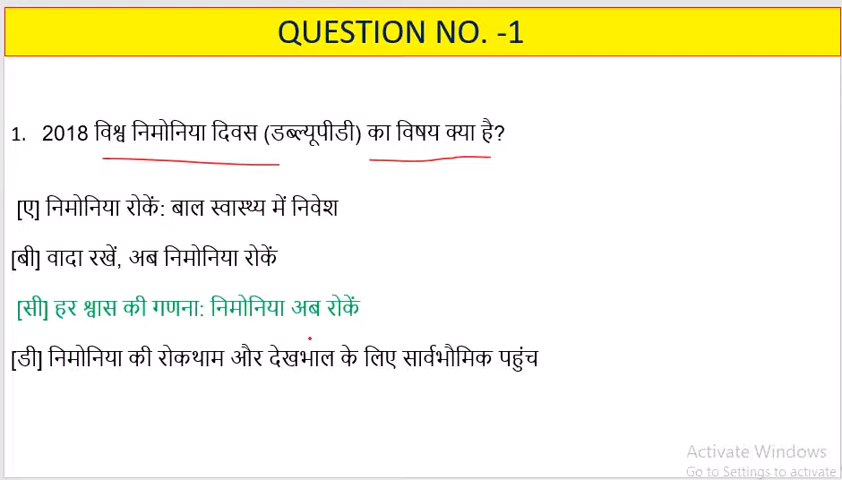 QUESTION NO. -1
1. 2018 विश्व निमोनिया दिवस (डब्ल्यूपीडी) का विषय क्या है?
[ए] निमोनिया रोकें: बाल स्वास्थ्य में निवेश
[बी] वादा रखें, अब निमोनिया रोकें
[सी] हर श्वास की गणना: निमोनिया अब रोकें
[डी] निमोनिया की रोकथाम और देखभाल के लिए सार्वभौमिक पहुंच
Activate Windows
Go to Settings to activate